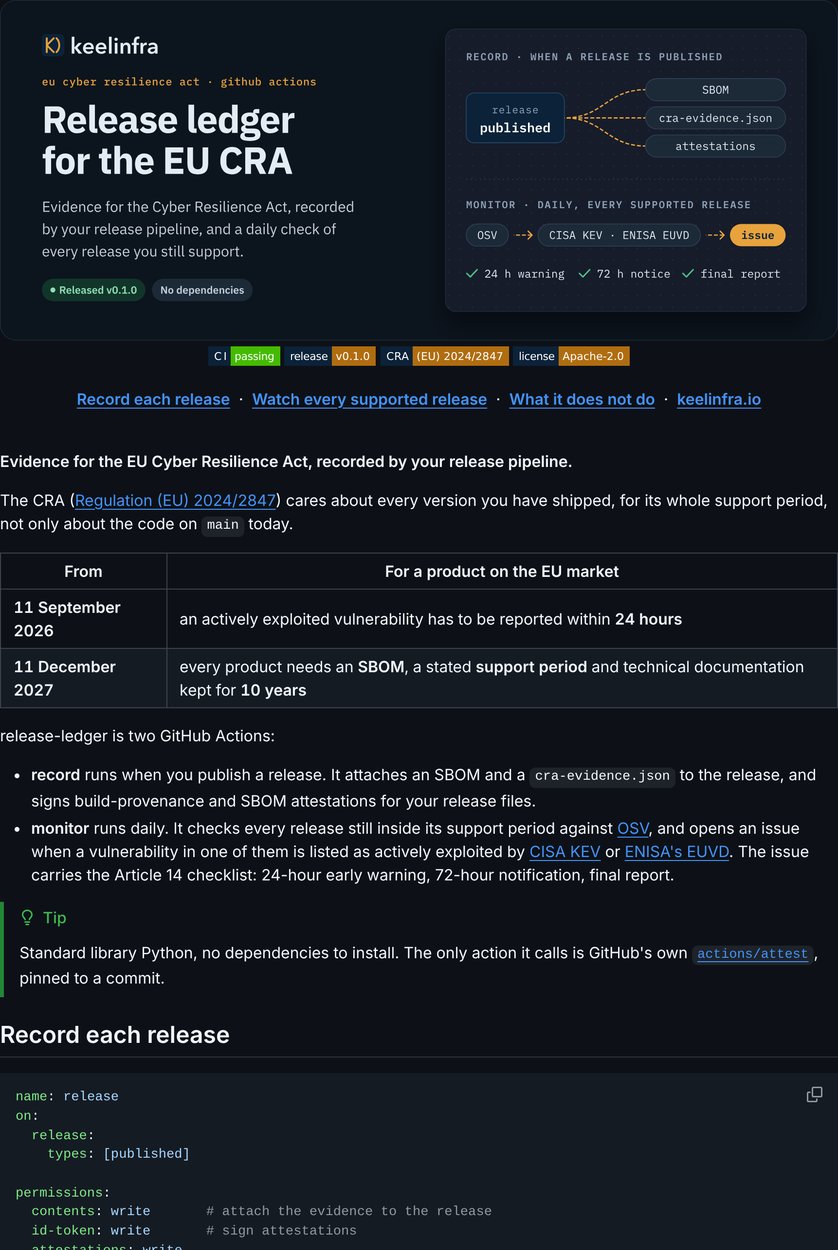 keelinfra
eu cyber resilience act · github actions
Release ledger
for the EU CRA
Evidence for the Cyber Resilience Act, recorded
by your release pipeline, and a daily check of
every release you still support.
Released v0.1.0
No dependencies
RECORD · WHEN A RELEASE IS PUBLISHED
release
published
SBOM
cra-evidence.json
attestations
MONITOR · DAILY, EVERY SUPPORTED RELEASE
OSV
CISA KEV · ENISA EUVD
issue
24 h warning
72 h notice
final report
CI passing
release v0.1.0
CRA (EU) 2024/2847
license Apache-2.0
Record each release · Watch every supported release · What it does not do · keelinfra.io
Evidence for the EU Cyber Resilience Act, recorded by your release pipeline.
The CRA (Regulation (EU) 2024/2847) cares about every version you have shipped, for its whole support period,
not only about the code on main today.
From
For a product on the EU market
11 September
2026
an actively exploited vulnerability has to be reported within 24 hours
11 December
2027
every product needs an SBOM, a stated support period and technical documentation
kept for 10 years
release-ledger is two GitHub Actions:
• record runs when you publish a release. It attaches an SBOM and a cra-evidence.json to the release, and
signs build-provenance and SBOM attestations for your release files.
• monitor runs daily. It checks every release still inside its support period against OSV, and opens an issue
when a vulnerability in one of them is listed as actively exploited by CISA KEV or ENISA's EUVD. The issue
carries the Article 14 checklist: 24-hour early warning, 72-hour notification, final report.
Tip
Standard library Python, no dependencies to install. The only action it calls is GitHub's own actions/attest,
pinned to a commit.
Record each release
name: release
on:
  release:
    types: [published]
permissions:
  contents: write       # attach the evidence to the release
  id-token: write       # sign attestations
  attestations: write